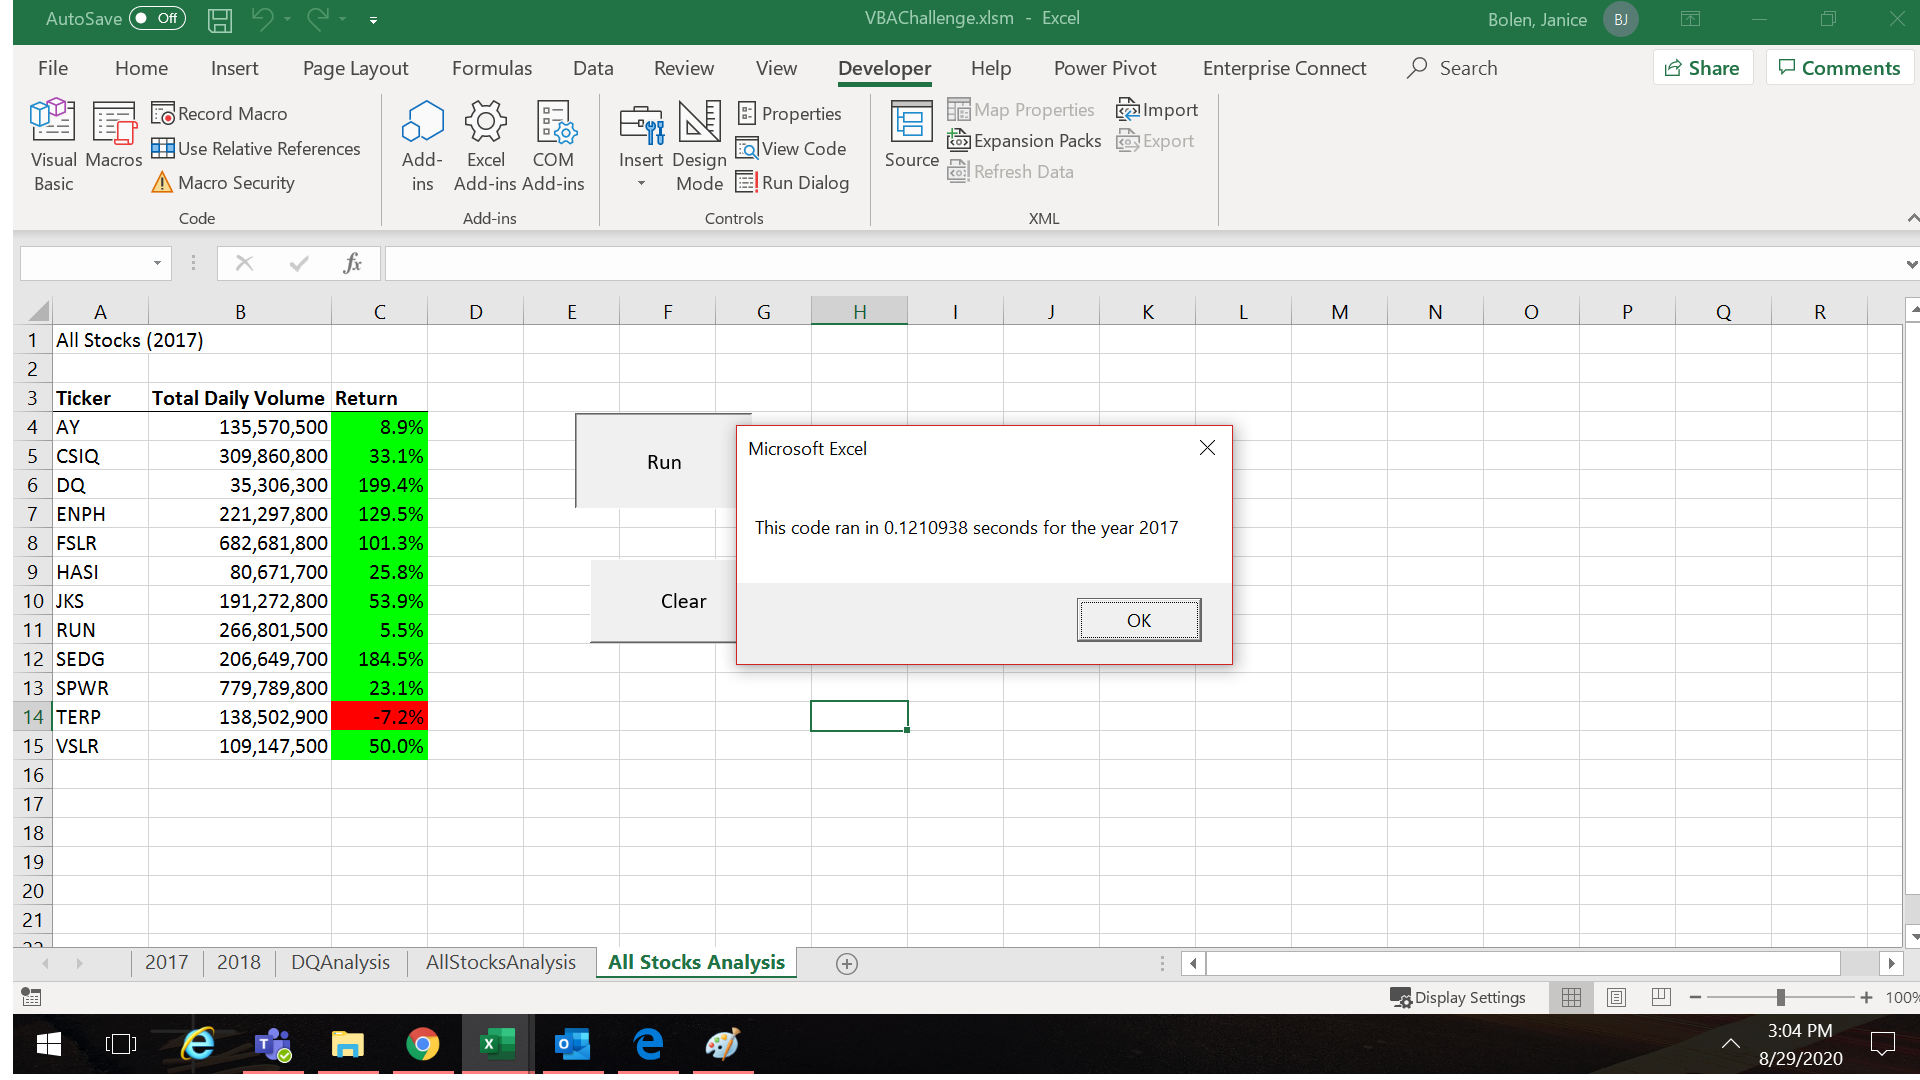 AutoSave Off VBAChallenge.xlsm - Excel Bolen, Janice BJ
File Home Insert Page Layout Formulas Data Review View Developer Help Power Pivot Enterprise Connect Search Share Comments
Visual Basic
Macros
Record Macro
Use Relative References
Macro Security
Code
Add-ins
Excel Add-ins
COM Add-ins
Add-ins
Insert
Design Mode
Properties
View Code
Run Dialog
Controls
Source
Map Properties
Expansion Packs
Refresh Data
Import
Export
XML
fx
A B C D E F G H I J K L M N O P Q R
1 All Stocks (2017)
2
3 Ticker Total Daily Volume Return
4 AY 135,570,500 8.9%
5 CSIQ 309,860,800 33.1%
6 DQ 35,306,300 199.4%
7 ENPH 221,297,800 129.5%
8 FSLR 682,681,800 101.3%
9 HASI 80,671,700 25.8%
10 JKS 191,272,800 53.9%
11 RUN 266,801,500 5.5%
12 SEDG 206,649,700 184.5%
13 SPWR 779,789,800 23.1%
14 TERP 138,502,900 -7.2%
15 VSLR 109,147,500 50.0%
16
17
18
19
20
21
22
Run
Clear
Microsoft Excel
This code ran in 0.1210938 seconds for the year 2017
OK
2017 2018 DQAnalysis AllStocksAnalysis All Stocks Analysis
Display Settings 100%
3:04 PM
8/29/2020